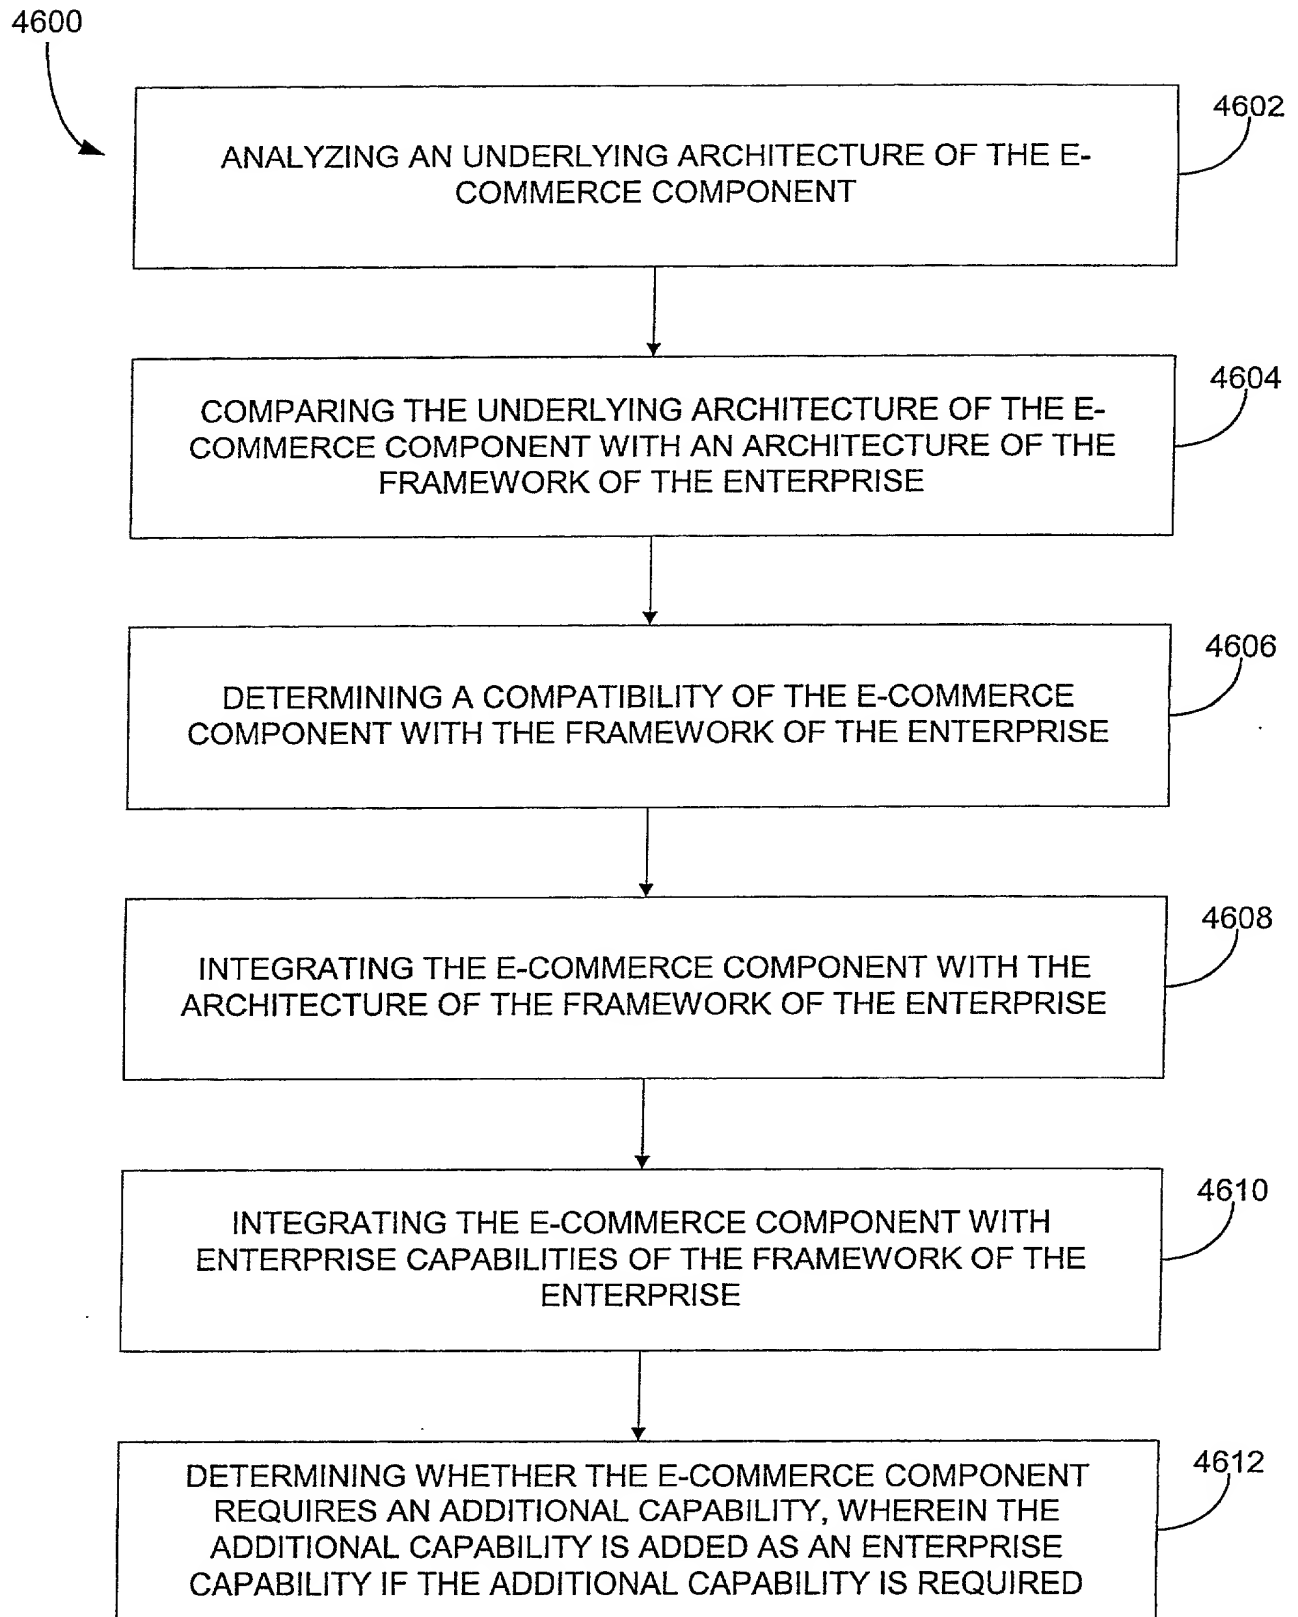 4600
4602
ANALYZING AN UNDERLYING ARCHITECTURE OF THE E-
COMMERCE COMPONENT
4604
COMPARING THE UNDERLYING ARCHITECTURE OF THE E-
COMMERCE COMPONENT WITH AN ARCHITECTURE OF THE
FRAMEWORK OF THE ENTERPRISE
4606
DETERMINING A COMPATIBILITY OF THE E-COMMERCE
COMPONENT WITH THE FRAMEWORK OF THE ENTERPRISE
4608
INTEGRATING THE E-COMMERCE COMPONENT WITH THE
ARCHITECTURE OF THE FRAMEWORK OF THE ENTERPRISE
4610
INTEGRATING THE E-COMMERCE COMPONENT WITH
ENTERPRISE CAPABILITIES OF THE FRAMEWORK OF THE
ENTERPRISE
4612
DETERMINING WHETHER THE E-COMMERCE COMPONENT
REQUIRES AN ADDITIONAL CAPABILITY, WHEREIN THE
ADDITIONAL CAPABILITY IS ADDED AS AN ENTERPRISE
CAPABILITY IF THE ADDITIONAL CAPABILITY IS REQUIRED